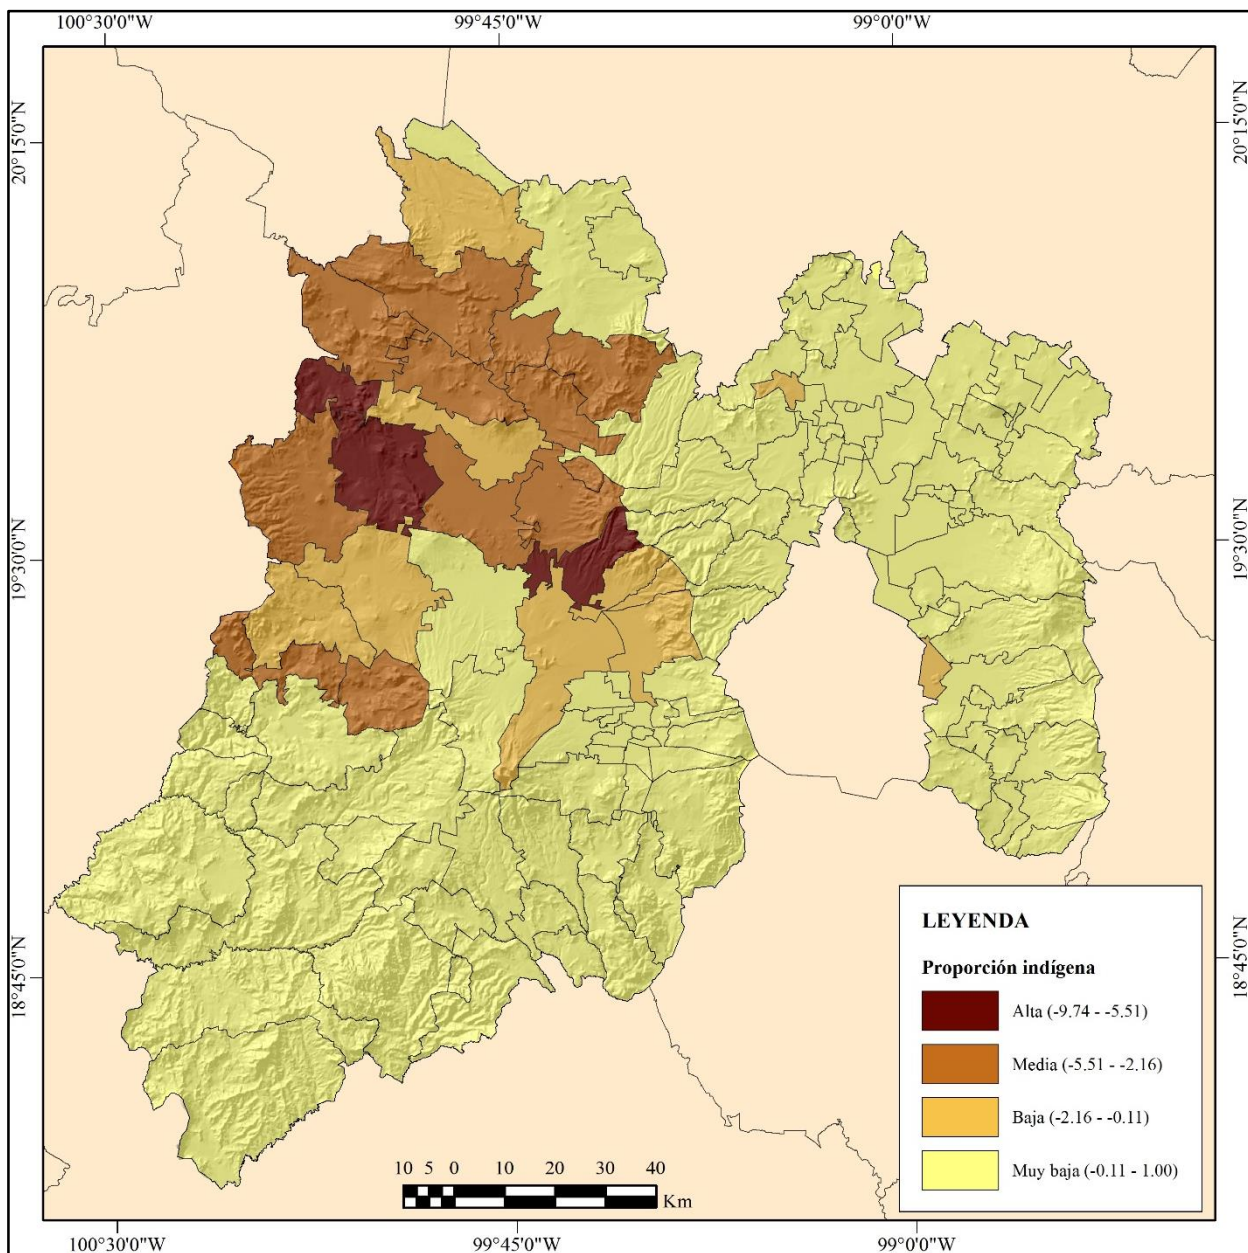 100°30'0"W 99°45'0"W 99°0'0"W
20°15'0"N
20°15'0"N
19°30'0"N
19°30'0"N
18°45'0"N
18°45'0"N
LEYENDA
Proporción indígena
Alta (-9.74 - -5.51)
Media (-5.51 - -2.16)
Baja (-2.16 - -0.11)
Muy baja (-0.11 - 1.00)
10 5 0 10 20 30 40
Km
100°30'0"W 99°45'0"W 99°0'0"W